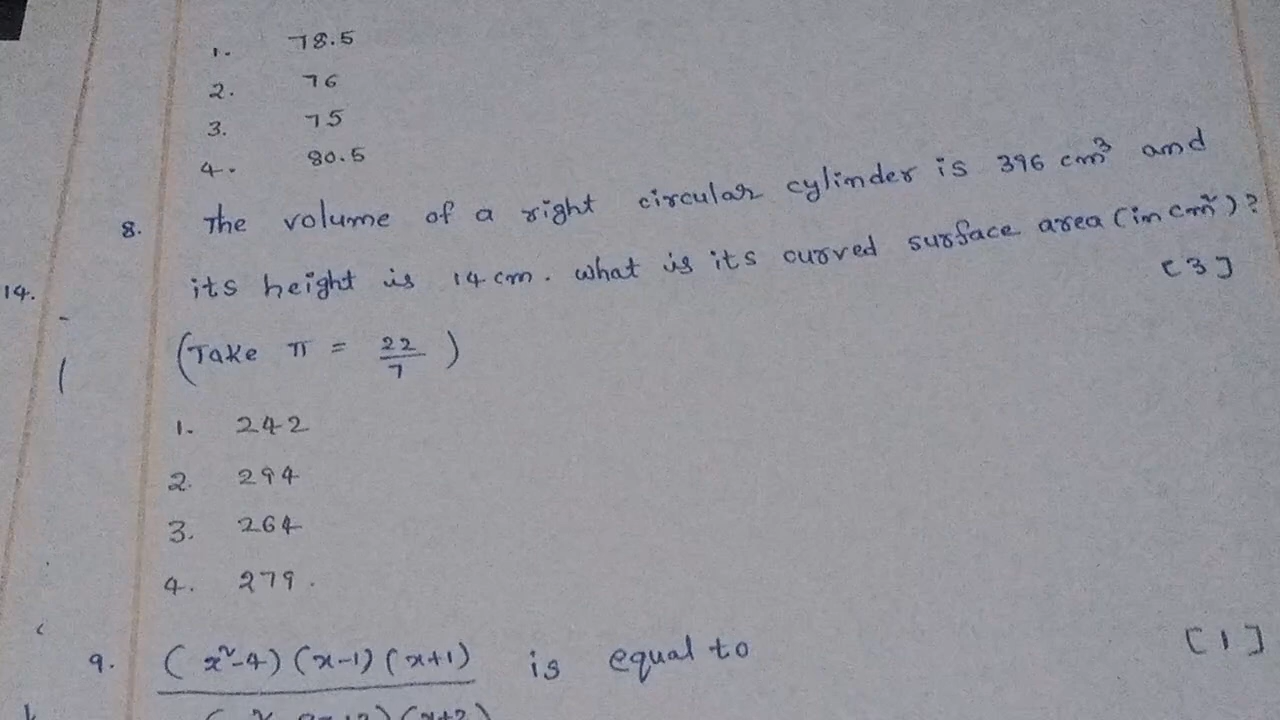 1. 78.5
2. 76
3. 75
4. 80.5
8. The volume of a right circular cylinder is 396 cm³ and
14. its height is 14 cm. what is its curved surface area (in cm²)?
[3]
(Take π = 22/7)
1. 242
2. 294
3. 264
4. 279.
9. (x²-4)(x-1)(x+1) is equal to [1]
(x+2)